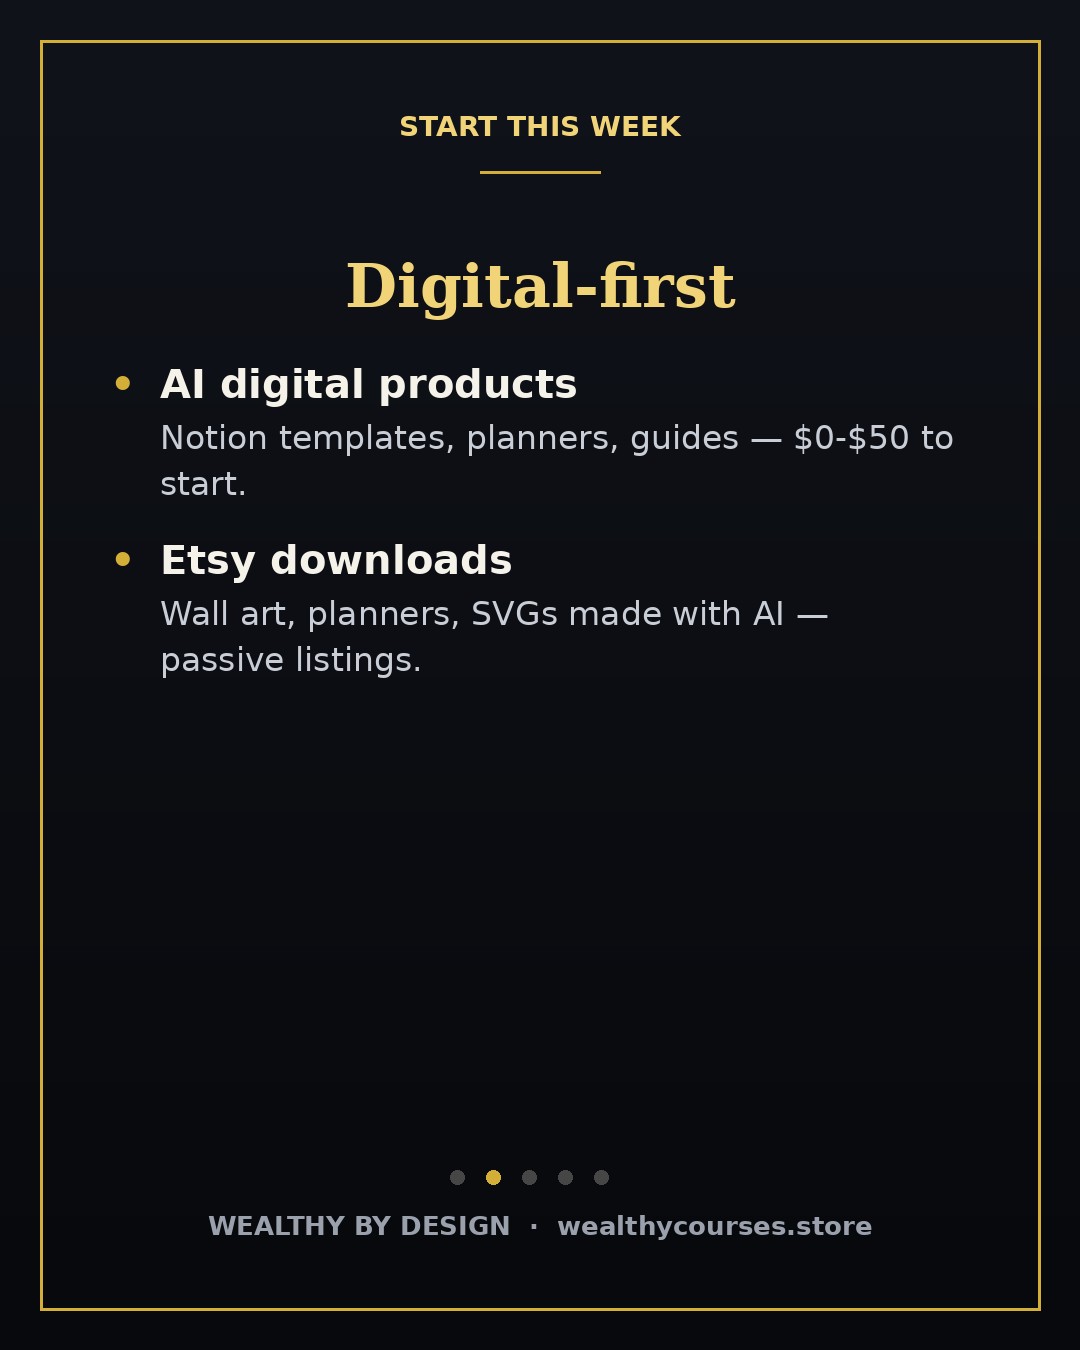 START THIS WEEK
Digital-first
• AI digital products
Notion templates, planners, guides — $0-$50 to
start.
• Etsy downloads
Wall art, planners, SVGs made with AI —
passive listings.
WEALTHY BY DESIGN · wealthycourses.store